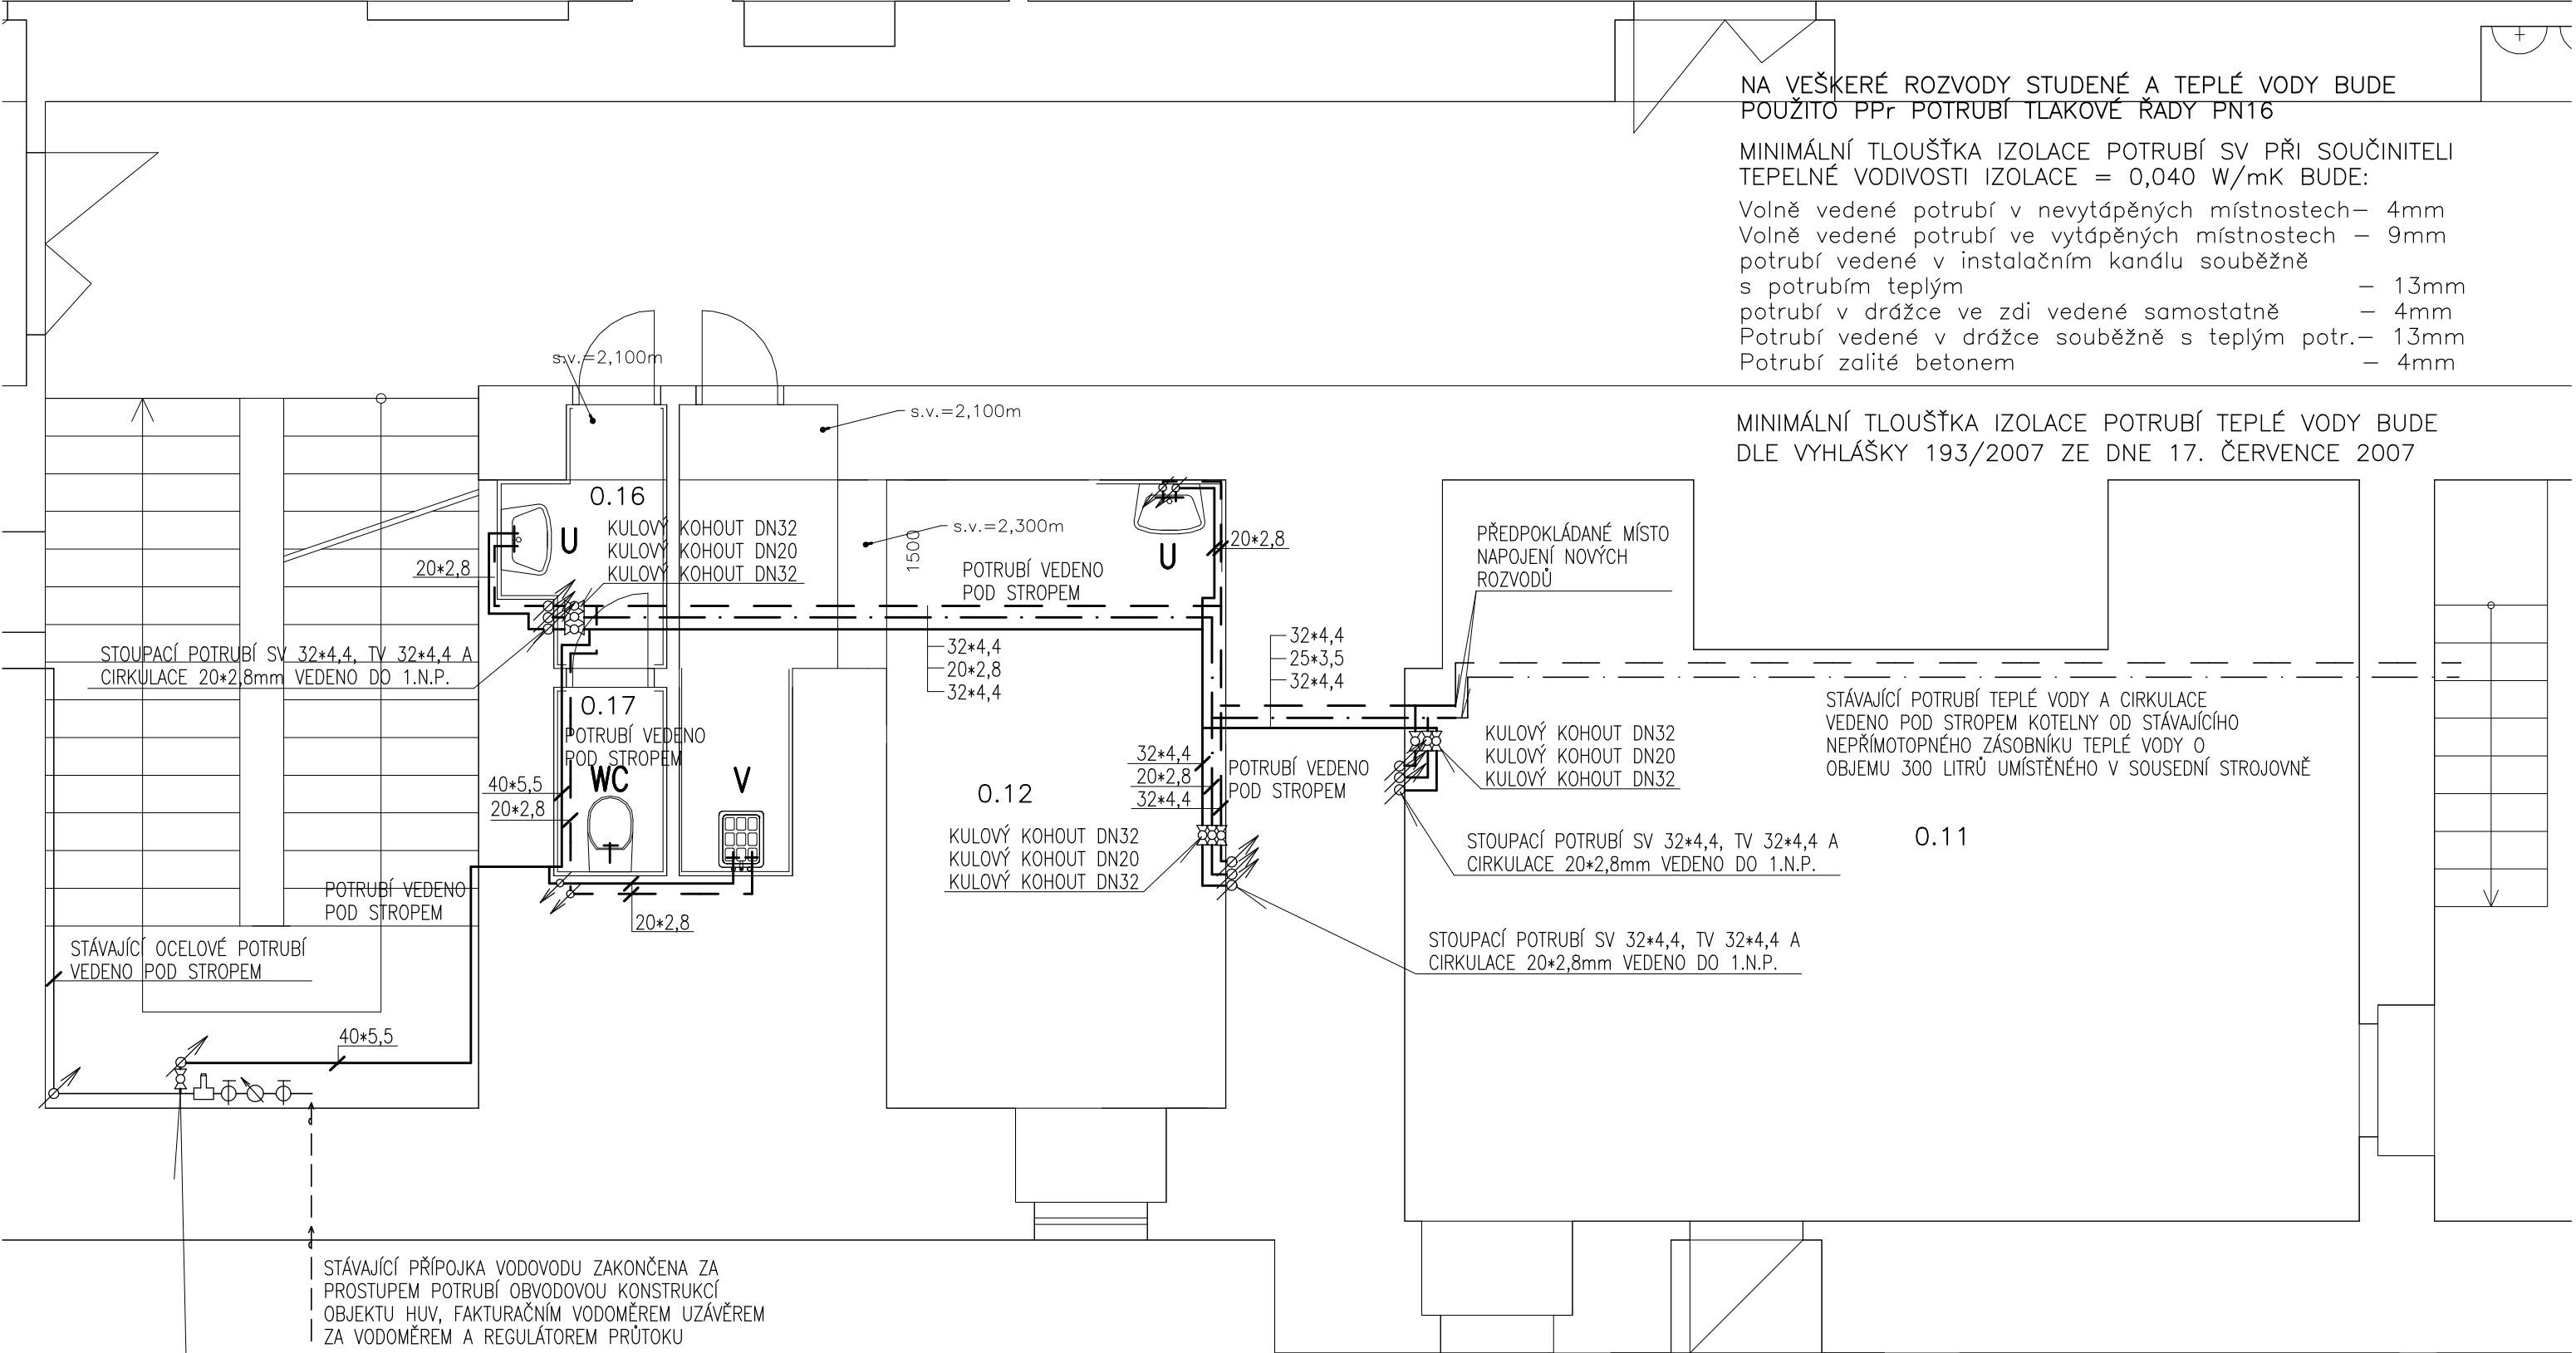 NA VEŠKERÉ ROZVODY STUDENÉ A TEPLÉ VODY BUDE
POUŽITO PPr POTRUBÍ TLAKOVÉ ŘADY PN16
MINIMÁLNÍ TLOUŠŤKA IZOLACE POTRUBÍ SV PŘI SOUČINITELI
TEPELNÉ VODIVOSTI IZOLACE = 0,040 W/mK BUDE:
Volně vedené potrubí v nevytápěných místnostech– 4mm
Volně vedené potrubí ve vytápěných místnostech – 9mm
potrubí vedené v instalačním kanálu souběžně
s potrubím teplým – 13mm
potrubí v drážce ve zdi vedené samostatně – 4mm
Potrubí vedené v drážce souběžně s teplým potr.– 13mm
Potrubí zalité betonem – 4mm
MINIMÁLNÍ TLOUŠŤKA IZOLACE POTRUBÍ TEPLÉ VODY BUDE
DLE VYHLÁŠKY 193/2007 ZE DNE 17. ČERVENCE 2007
s.v.=2,100m
s.v.=2,100m
s.v.=2,300m
1500
0.16
KULOVÝ KOHOUT DN32
KULOVÝ KOHOUT DN20
KULOVÝ KOHOUT DN32
U
20*2,8
POTRUBÍ VEDENO
POD STROPEM
U
20*2,8
PŘEDPOKLÁDANÉ MÍSTO
NAPOJENÍ NOVÝCH
ROZVODŮ
STOUPACÍ POTRUBÍ SV 32*4,4, TV 32*4,4 A
CIRKULACE 20*2,8mm VEDENO DO 1.N.P.
32*4,4
20*2,8
32*4,4
32*4,4
25*3,5
32*4,4
0.17
POTRUBÍ VEDENO
POD STROPEM
WC
V
40*5,5
20*2,8
20*2,8
0.12
32*4,4
20*2,8
32*4,4
POTRUBÍ VEDENO
POD STROPEM
KULOVÝ KOHOUT DN32
KULOVÝ KOHOUT DN20
KULOVÝ KOHOUT DN32
KULOVÝ KOHOUT DN32
KULOVÝ KOHOUT DN20
KULOVÝ KOHOUT DN32
STÁVAJÍCÍ POTRUBÍ TEPLÉ VODY A CIRKULACE
VEDENO POD STROPEM KOTELNY OD STÁVAJÍCÍHO
NEPŘÍMOTOPNÉHO ZÁSOBNÍKU TEPLÉ VODY O
OBJEMU 300 LITRŮ UMÍSTĚNÉHO V SOUSEDNÍ STROJOVNĚ
0.11
STOUPACÍ POTRUBÍ SV 32*4,4, TV 32*4,4 A
CIRKULACE 20*2,8mm VEDENO DO 1.N.P.
STOUPACÍ POTRUBÍ SV 32*4,4, TV 32*4,4 A
CIRKULACE 20*2,8mm VEDENO DO 1.N.P.
POTRUBÍ VEDENO
POD STROPEM
STÁVAJÍCÍ OCELOVÉ POTRUBÍ
VEDENO POD STROPEM
40*5,5
STÁVAJÍCÍ PŘÍPOJKA VODOVODU ZAKONČENA ZA
PROSTUPEM POTRUBÍ OBVODOVOU KONSTRUKCÍ
OBJEKTU HUV, FAKTURAČNÍM VODOMĚREM UZÁVĚREM
ZA VODOMĚREM A REGULÁTOREM PRŮTOKU